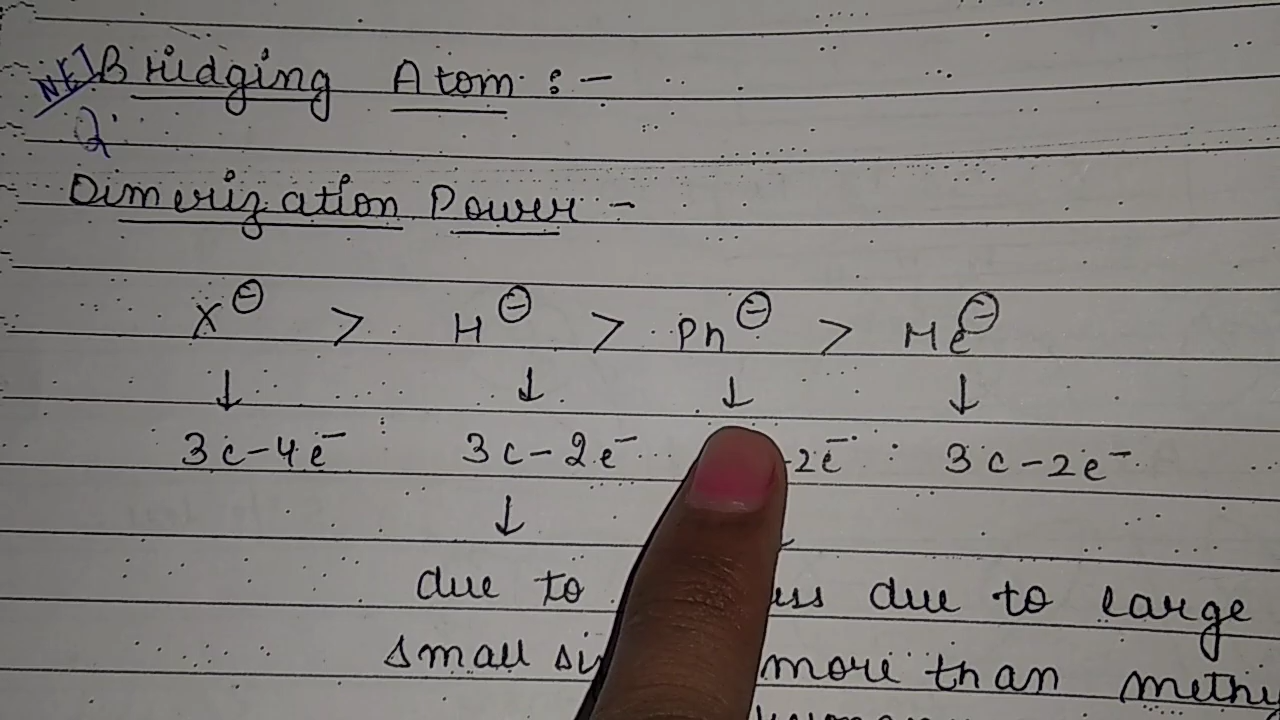 NET Bridging Atom :-
Q.
Dimerization Power -
X⊖ > H⊖ > Ph⊖ > Me⊖
↓ ↓ ↓ ↓
3c-4e⁻ 3c-2e⁻ -2e⁻ 3c-2e⁻
↓
due to due to large
small more than